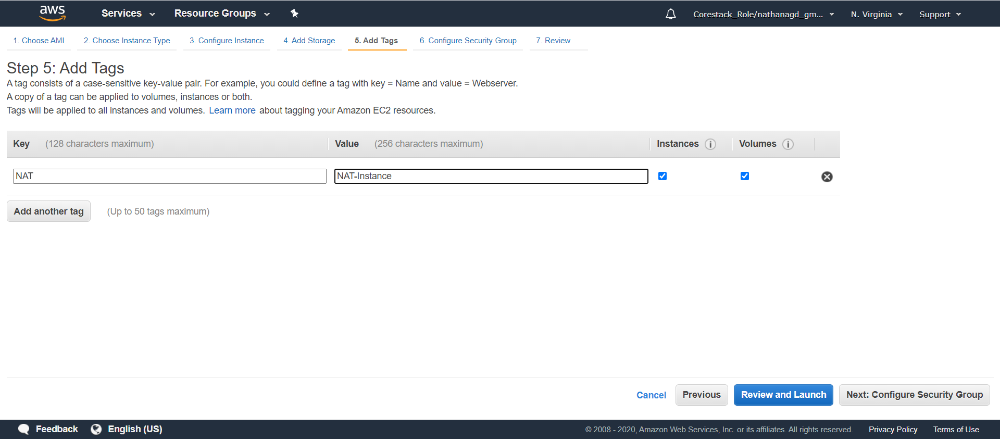 aws Services Resource Groups Corestack_Role/nathanagd_gm... N. Virginia Support
1. Choose AMI 2. Choose Instance Type 3. Configure Instance 4. Add Storage 5. Add Tags 6. Configure Security Group 7. Review
Step 5: Add Tags
A tag consists of a case-sensitive key-value pair. For example, you could define a tag with key = Name and value = Webserver.
A copy of a tag can be applied to volumes, instances or both.
Tags will be applied to all instances and volumes. Learn more about tagging your Amazon EC2 resources.
Key (128 characters maximum) Value (256 characters maximum) Instances i Volumes i
NAT NAT-Instance
Add another tag (Up to 50 tags maximum)
Cancel Previous Review and Launch Next: Configure Security Group
Feedback English (US) © 2008 - 2020, Amazon Web Services, Inc. or its affiliates. All rights reserved. Privacy Policy Terms of Use